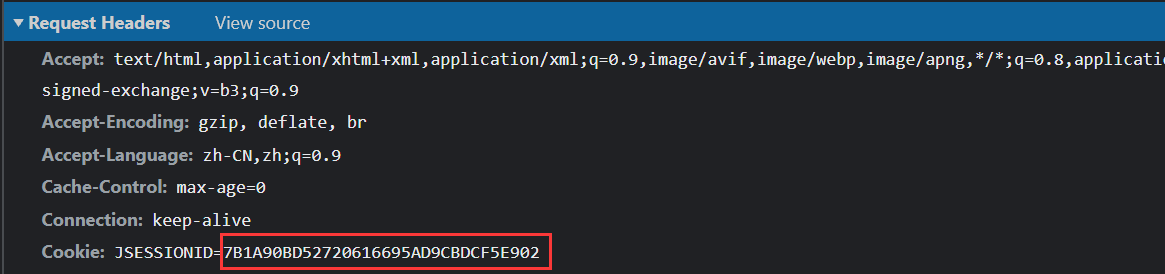 Request Headers View source
Accept: text/html,application/xhtml+xml,application/xml;q=0.9,image/avif,image/webp,image/apng,*/*;q=0.8,applicatio
signed-exchange;v=b3;q=0.9
Accept-Encoding: gzip, deflate, br
Accept-Language: zh-CN,zh;q=0.9
Cache-Control: max-age=0
Connection: keep-alive
Cookie: JSESSIONID=7B1A90BD52720616695AD9CBDCF5E902